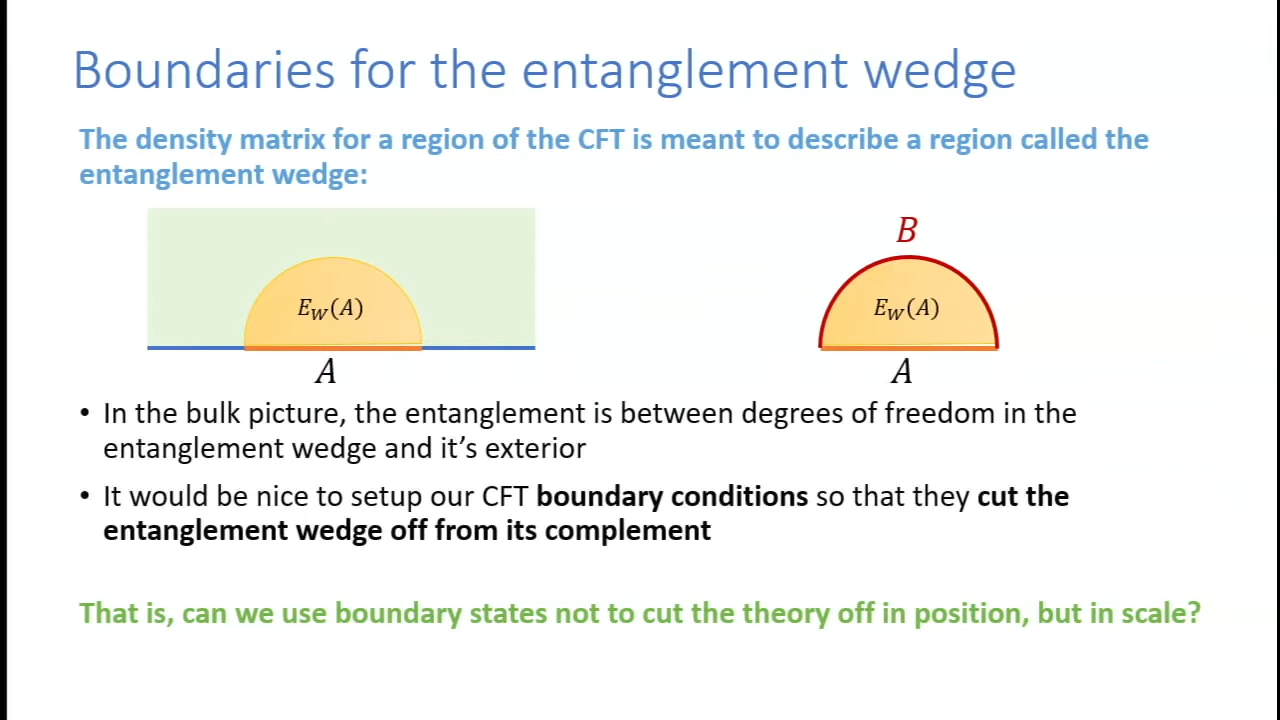 Boundaries for the entanglement wedge
The density matrix for a region of the CFT is meant to describe a region called the
entanglement wedge:
B
E_W(A)
E_W(A)
A
A
• In the bulk picture, the entanglement is between degrees of freedom in the
entanglement wedge and it's exterior
• It would be nice to setup our CFT boundary conditions so that they cut the
entanglement wedge off from its complement
That is, can we use boundary states not to cut the theory off in position, but in scale?